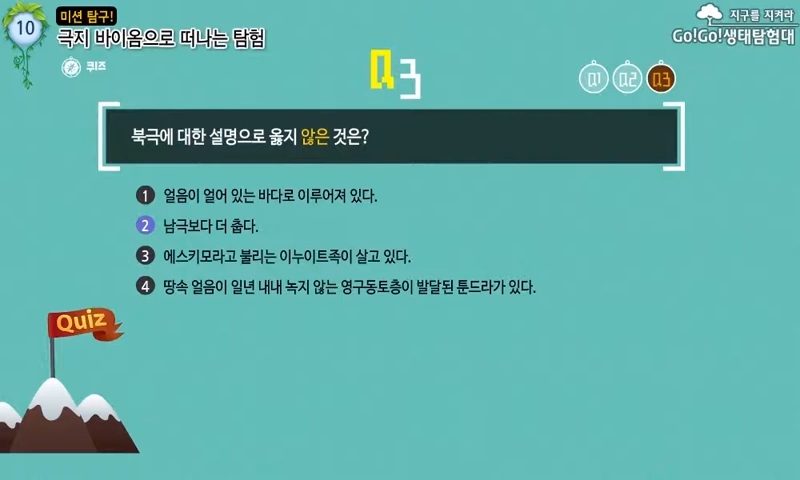 10
미션 탐구!
극지 바이옴으로 떠나는 탐험
지구를 지켜라
Go!Go!생태탐험대
퀴즈
Q3
Q1 Q2 Q3
북극에 대한 설명으로 옳지 않은 것은?
1 얼음이 얼어 있는 바다로 이루어져 있다.
2 남극보다 더 춥다.
3 에스키모라고 불리는 이누이트족이 살고 있다.
4 땅속 얼음이 일년 내내 녹지 않는 영구동토층이 발달된 툰드라가 있다.
Quiz